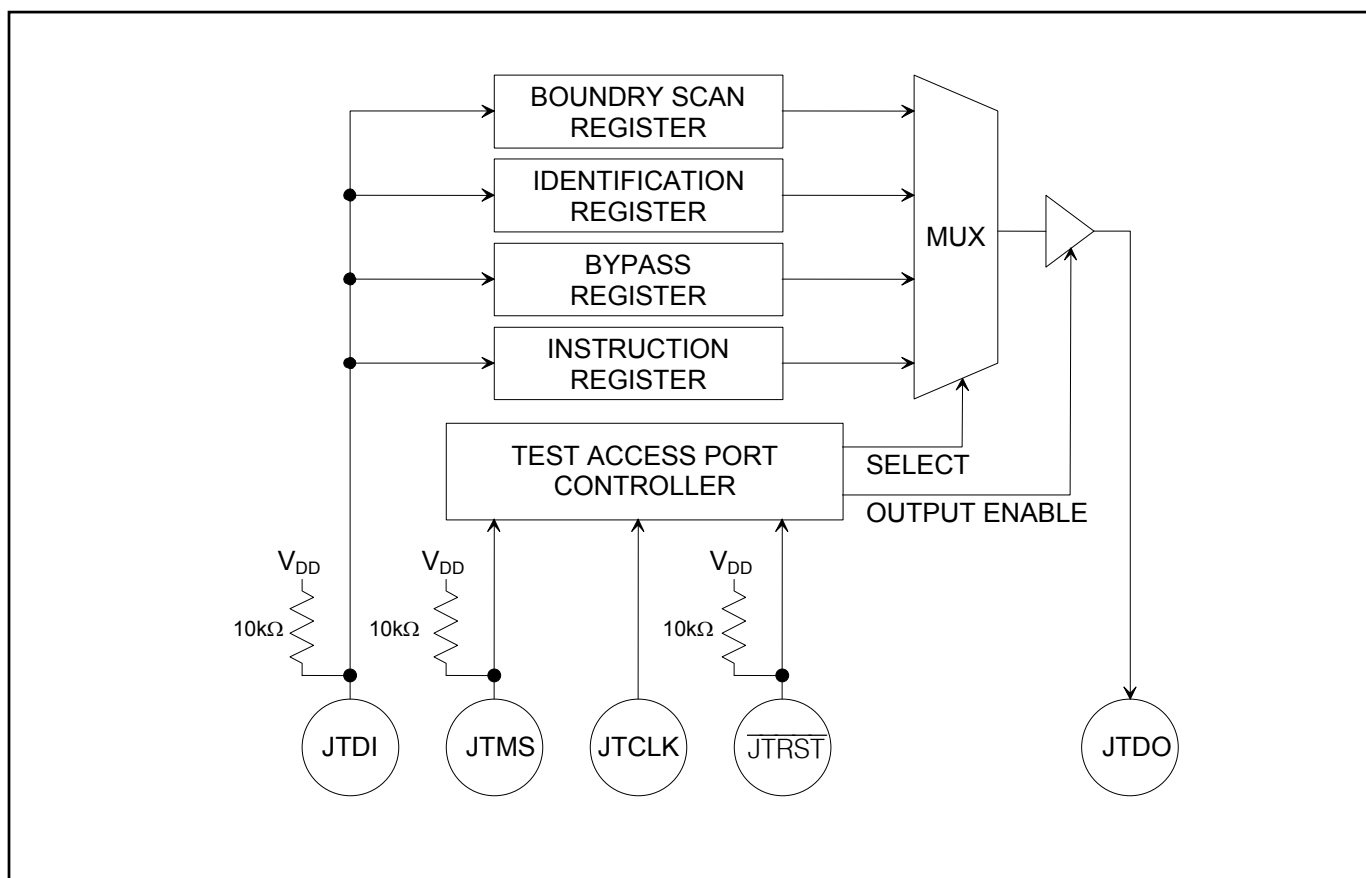 BOUNDRY SCAN
REGISTER
IDENTIFICATION
REGISTER
BYPASS
REGISTER
INSTRUCTION
REGISTER
MUX
TEST ACCESS PORT
CONTROLLER
SELECT
OUTPUT ENABLE
VDD
VDD
VDD
10kΩ
10kΩ
10kΩ
JTDI
JTMS
JTCLK
JTRST
JTDO